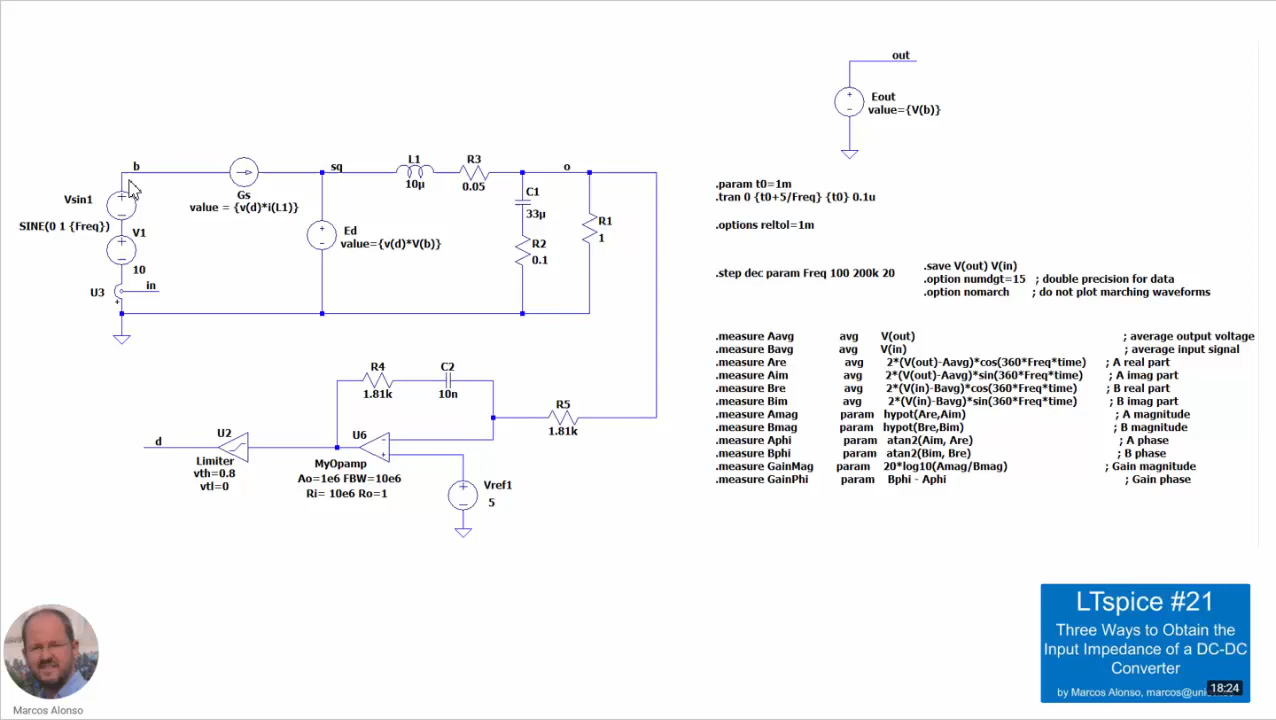 out
Eout
value={V(b)}
b
Gs
value = {v(d)*i(L1)}
sq
L1
10µ
R3
0.05
o
Vsin1
SINE(0 1 {Freq})
V1
10
U3
in
Ed
value={v(d)*V(b)}
C1
33µ
R2
0.1
R1
1
.param t0=1m
.tran 0 {t0+5/Freq} {t0} 0.1u
.options reltol=1m
.step dec param Freq 100 200k 20
.save V(out) V(in)
.option numdgt=15 ; double precision for data
.option nomarch ; do not plot marching waveforms
.measure Aavg avg V(out) ; average output voltage
.measure Bavg avg V(in) ; average input signal
.measure Are avg 2*(V(out)-Aavg)*cos(360*Freq*time) ; A real part
.measure Aim avg 2*(V(out)-Aavg)*sin(360*Freq*time) ; A imag part
.measure Bre avg 2*(V(in)-Bavg)*cos(360*Freq*time) ; B real part
.measure Bim avg 2*(V(in)-Bavg)*sin(360*Freq*time) ; B imag part
.measure Amag param hypot(Are,Aim) ; A magnitude
.measure Bmag param hypot(Bre,Bim) ; B magnitude
.measure Aphi param atan2(Aim, Are) ; A phase
.measure Bphi param atan2(Bim, Bre) ; B phase
.measure GainMag param 20*log10(Amag/Bmag) ; Gain magnitude
.measure GainPhi param Bphi - Aphi ; Gain phase
R4
1.81k
C2
10n
R5
1.81k
d
U2
Limiter
vth=0.8
vtl=0
U6
MyOpamp
Ao=1e6 FBW=10e6
Ri= 10e6 Ro=1
Vref1
5
LTspice #21
Three Ways to Obtain the
Input Impedance of a DC-DC
Converter
by Marcos Alonso,
18:24
Marcos Alonso